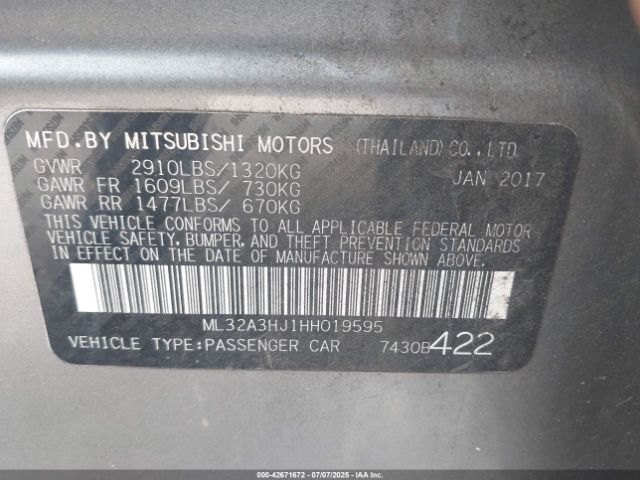 MFD.BY MITSUBISHI MOTORS (THAILAND)CO.,LTD.
GVWR 2910LBS/1320KG JAN 2017
GAWR FR 1609LBS/ 730KG
GAWR RR 1477LBS/ 670KG
THIS VEHICLE CONFORMS TO ALL APPLICABLE FEDERAL MOTOR
VEHICLE SAFETY, BUMPER, AND THEFT PREVENTION STANDARDS
IN EFFECT ON THE DATE OF MANUFACTURE SHOWN ABOVE.
ML32A3HJ1HH019595
VEHICLE TYPE:PASSENGER CAR 7430B422
000-42671672 - 07/07/2025 - IAAI.com